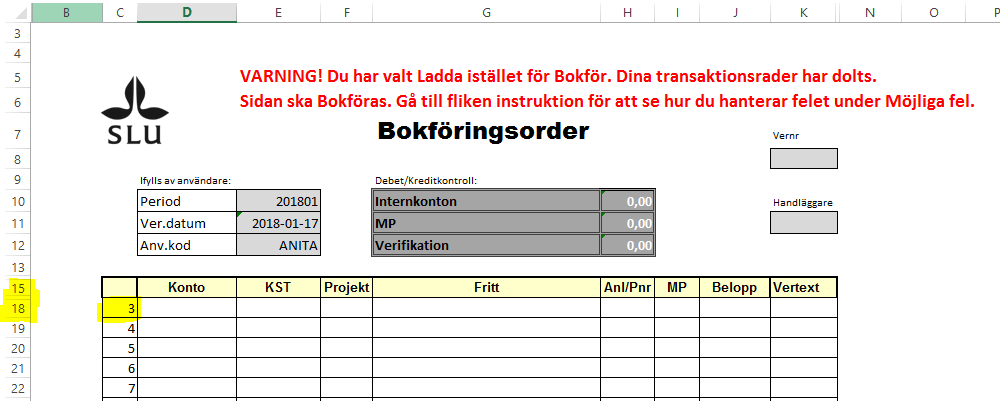 B C D E F G H I J K N O P
3
4
5 VARNING! Du har valt Ladda istället för Bokför. Dina transaktionsrader har dolts.
6 Sidan ska Bokföras. Gå till fliken instruktion för att se hur du hanterar felet under Möjliga fel.
SLU
7 Bokföringsorder Vernr
8
9 Ifylls av användare: Debet/Kreditkontroll:
10 Period 201801 Internkonton 0,00 Handläggare
11 Ver.datum 2018-01-17 MP 0,00
12 Anv.kod ANITA Verifikation 0,00
13
15 Konto KST Projekt Fritt Anl/Pnr MP Belopp Vertext
18 3
19 4
20 5
21 6
22 7